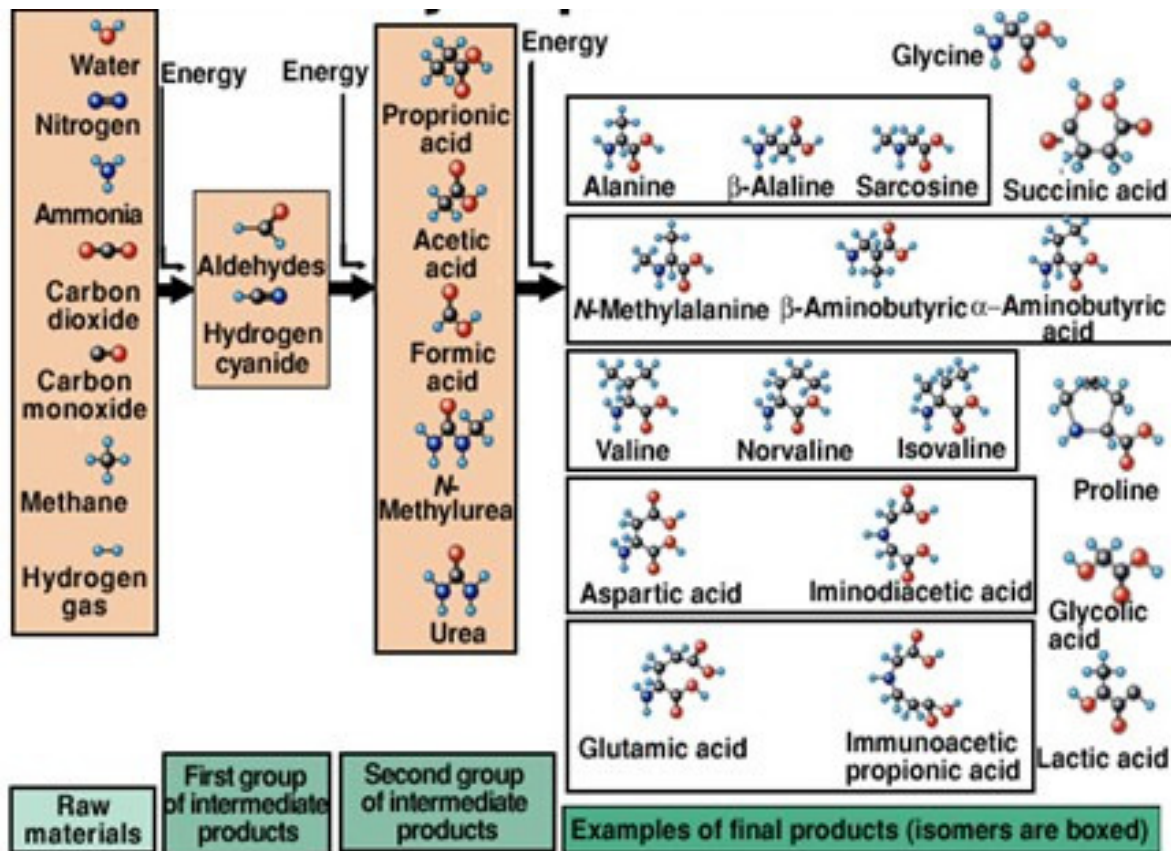 Water
Nitrogen
Ammonia
Carbon
dioxide
Carbon
monoxide
Methane
Hydrogen
gas
Energy
Aldehydes
Hydrogen
cyanide
Energy
Proprionic
acid
Acetic
acid
Formic
acid
N-
Methylurea
Urea
Energy
Glycine
Alanine
β-Alaline
Sarcosine
Succinic acid
N-Methylalanine
β-Aminobutyric
α-Aminobutyric
acid
Valine
Norvaline
Isovaline
Proline
Aspartic acid
Iminodiacetic acid
Glycolic
acid
Glutamic acid
Immunoacetic
propionic acid
Lactic acid
Raw
materials
First group
of intermediate
products
Second group
of intermediate
products
Examples of final products (isomers are boxed)